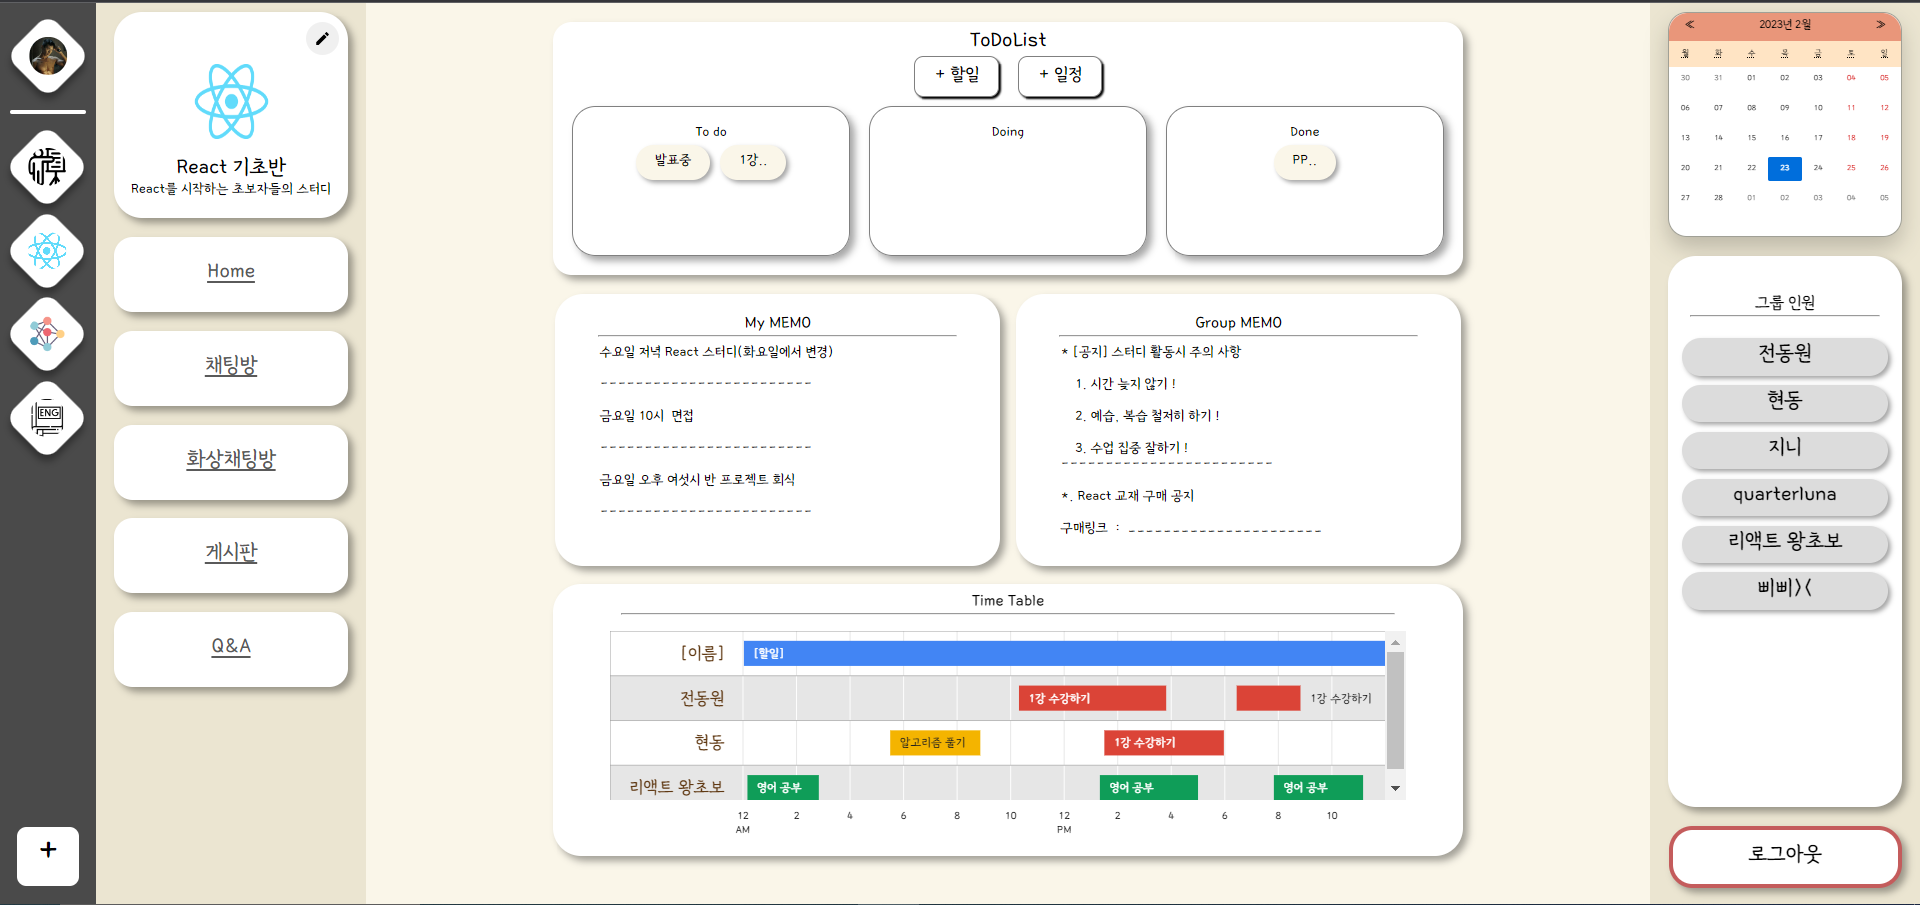 React 기초반
React를 시작하는 초보자들의 스터디
Home
채팅방
화상채팅방
게시판
Q&A
ENG
+
ToDoList
+ 할일
+ 일정
To do
발표중
1강..
Doing
Done
PP..
My MEMO
수요일 저녁 React 스터디(화요일에서 변경)
------------------------
금요일 10시 면접
------------------------
금요일 오후 여섯시 반 프로젝트 회식
------------------------
Group MEMO
* [공지] 스터디 활동시 주의 사항
1. 시간 늦지 않기 !
2. 예습, 복습 철저히 하기 !
3. 수업 집중 잘하기 !
------------------------
*. React 교재 구매 공지
구매링크 : ----------------------
Time Table
[이름] [할일]
전동원 1강 수강하기 1강 수강하기
현동 알고리즘 풀기 1강 수강하기
리액트 왕초보 영어 공부 영어 공부 영어 공부
12 2 4 6 8 10 12 2 4 6 8 10
AM PM
≪ 2023년 2월 ≫
월 화 수 목 금 토 일
30 31 01 02 03 04 05
06 07 08 09 10 11 12
13 14 15 16 17 18 19
20 21 22 23 24 25 26
27 28 01 02 03 04 05
그룹 인원
전동원
현동
지니
quarterluna
리액트 왕초보
삐삐><
로그아웃